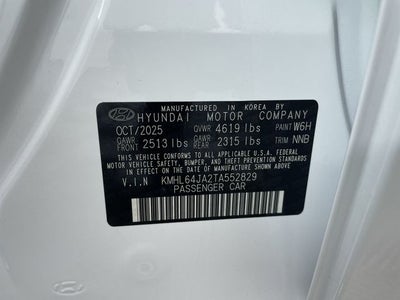 MANUFACTURED IN KOREA BY
HYUNDAI MOTOR COMPANY
OCT/2025 GVWR 4619 lbs PAINT W6H
GAWR FRONT 2513 lbs GAWR REAR 2315 lbs TRIM NNB
THIS VEHICLE CONFORMS TO ALL APPLICABLE
U.S. FEDERAL MOTOR VEHICLE
SAFETY, BUMPER, AND THEFT PREVENTION
STANDARDS IN EFFECT ON THE DATE OF
MANUFACTURE SHOWN ABOVE.
V.I.N KMHL64JA2TA552829
PASSENGER CAR